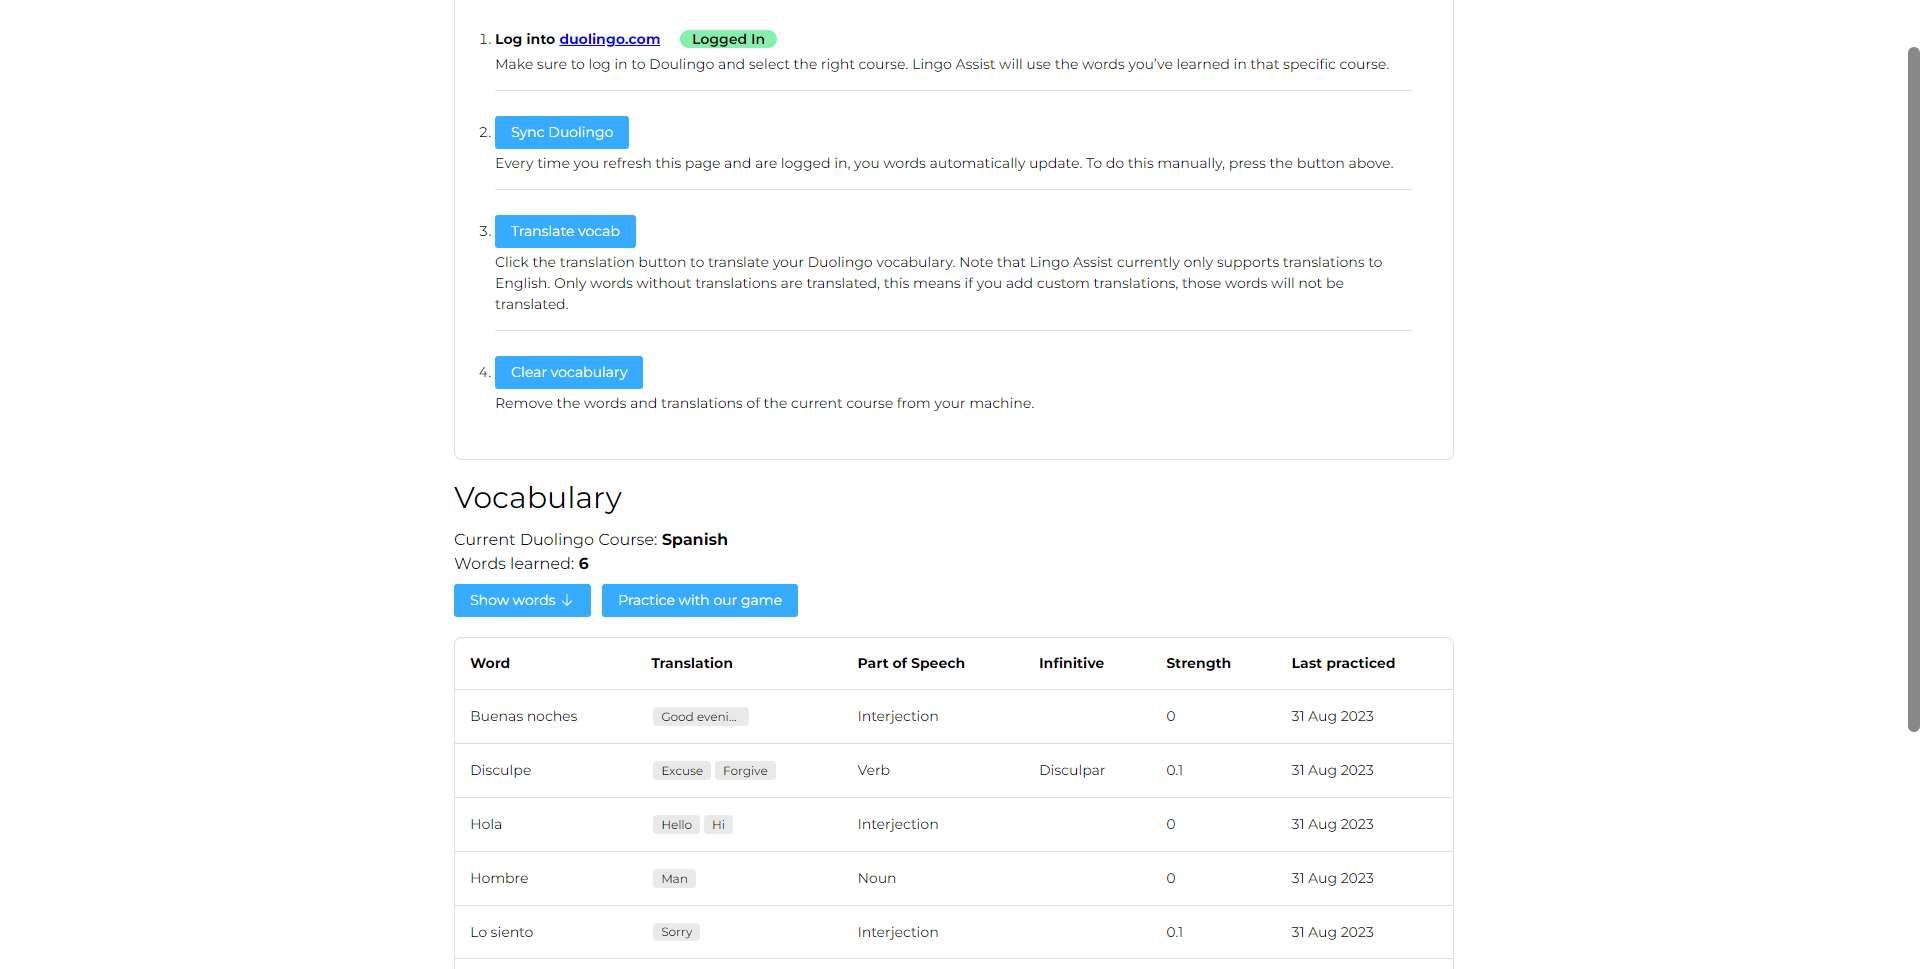 1. Log into duolingo.com Logged In
Make sure to log in to Doulingo and select the right course. Lingo Assist will use the words you’ve learned in that specific course.
2. Sync Duolingo
Every time you refresh this page and are logged in, you words automatically update. To do this manually, press the button above.
3. Translate vocab
Click the translation button to translate your Duolingo vocabulary. Note that Lingo Assist currently only supports translations to
English. Only words without translations are translated, this means if you add custom translations, those words will not be
translated.
4. Clear vocabulary
Remove the words and translations of the current course from your machine.
Vocabulary
Current Duolingo Course: Spanish
Words learned: 6
Show words ↓ Practice with our game
Word Translation Part of Speech Infinitive Strength Last practiced
Buenas noches Good eveni... Interjection 0 31 Aug 2023
Disculpe Excuse Forgive Verb Disculpar 0.1 31 Aug 2023
Hola Hello Hi Interjection 0 31 Aug 2023
Hombre Man Noun 0 31 Aug 2023
Lo siento Sorry Interjection 0.1 31 Aug 2023